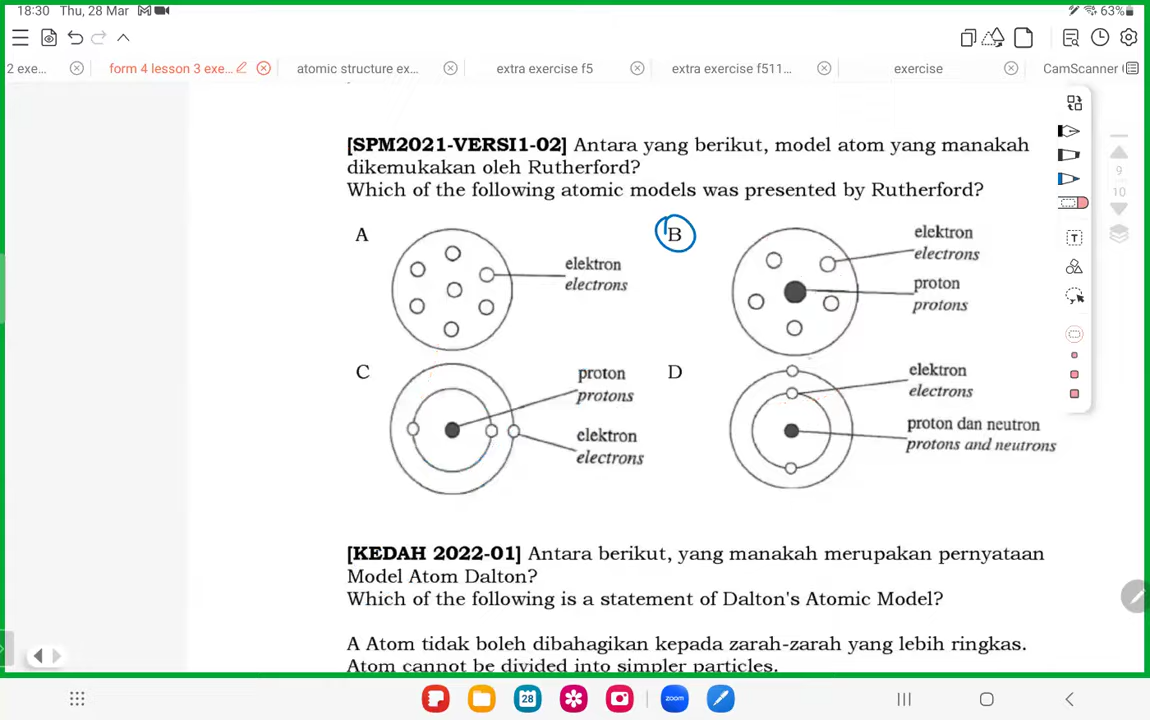 18:30 Thu, 28 Mar
63%
2 exe...
form 4 lesson 3 exe...
atomic structure ex...
extra exercise f5
extra exercise f511...
exercise
CamScanner
[SPM2021-VERSI1-02] Antara yang berikut, model atom yang manakah
dikemukakan oleh Rutherford?
Which of the following atomic models was presented by Rutherford?
A
elektron
electrons
B
elektron
electrons
proton
protons
C
proton
protons
elektron
electrons
D
elektron
electrons
proton dan neutron
protons and neutrons
[KEDAH 2022-01] Antara berikut, yang manakah merupakan pernyataan
Model Atom Dalton?
Which of the following is a statement of Dalton's Atomic Model?
A Atom tidak boleh dibahagikan kepada zarah-zarah yang lebih ringkas.
Atom cannot be divided into simpler particles.
9
10
T
28
zoom